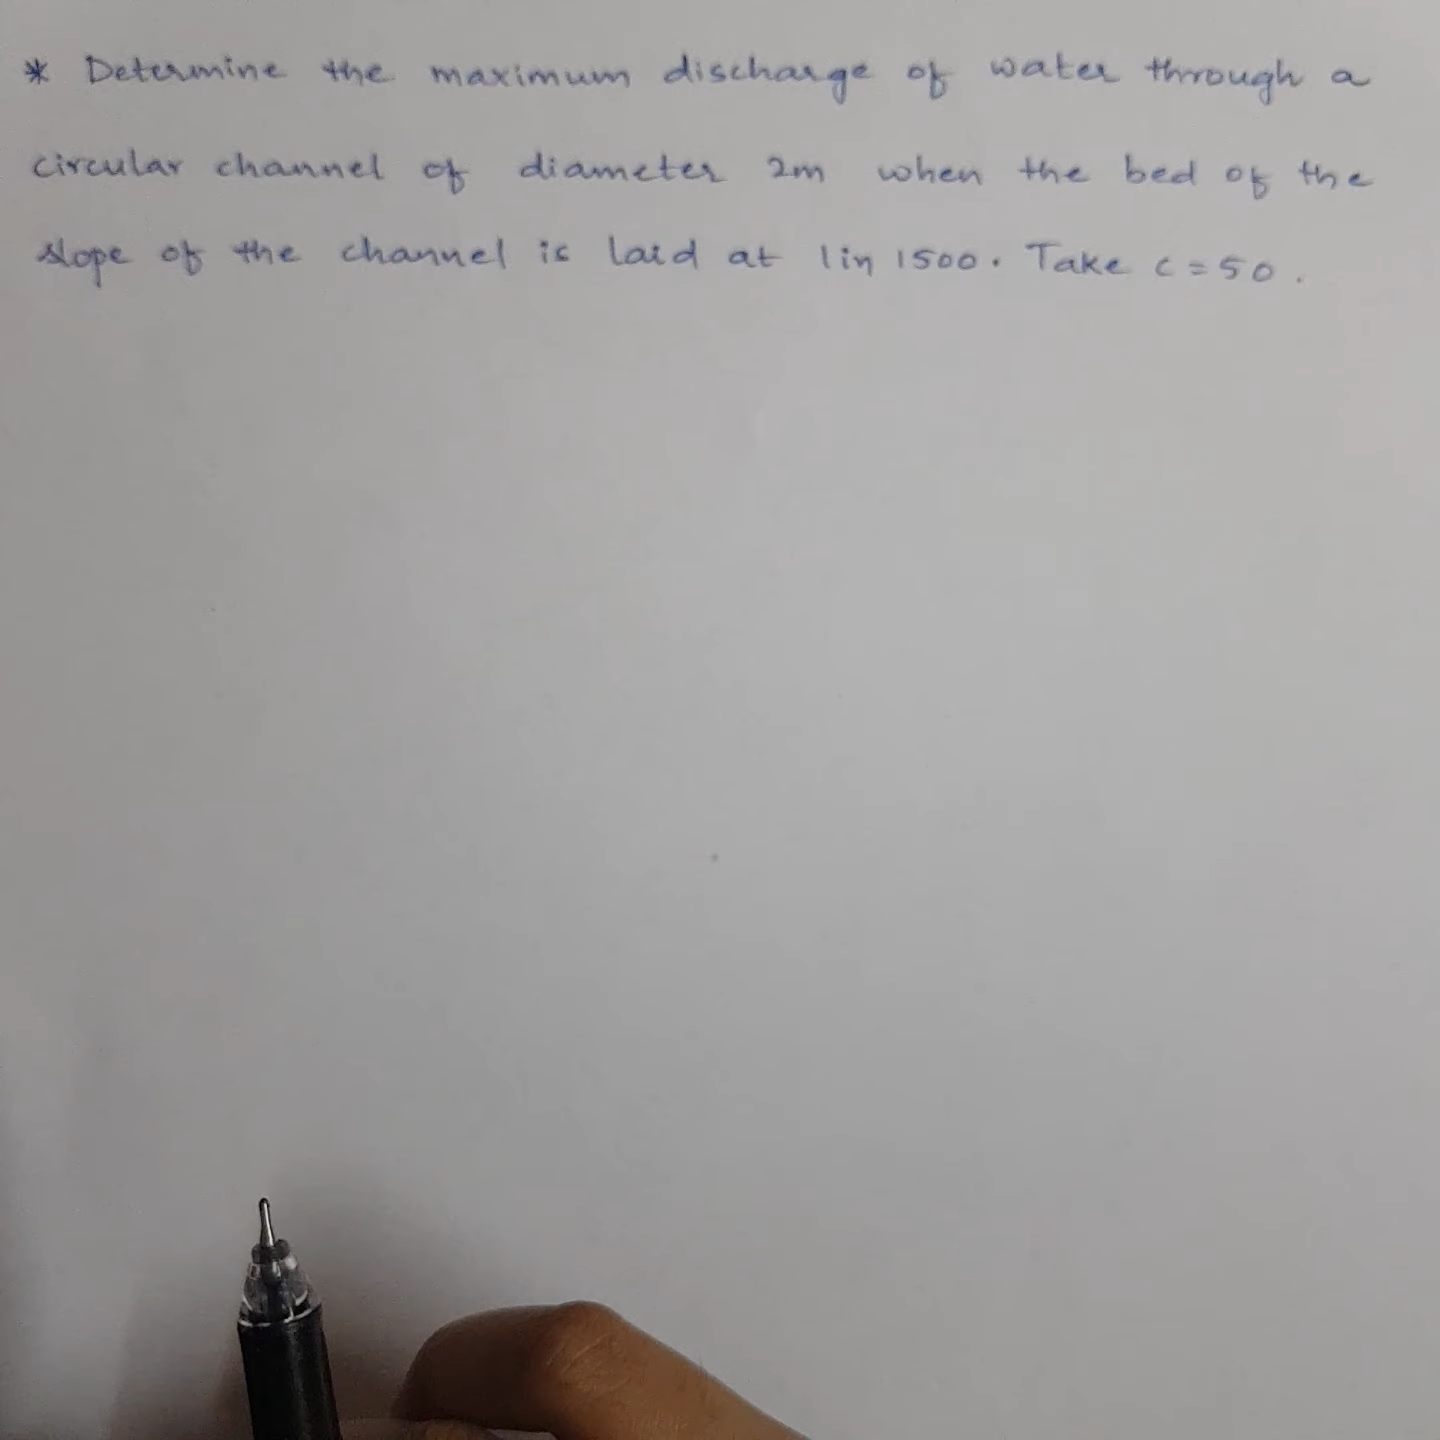 * Determine the maximum discharge of water through a
circular channel of diameter 2m when the bed of the
slope of the channel is laid at 1 in 1500. Take c = 50.